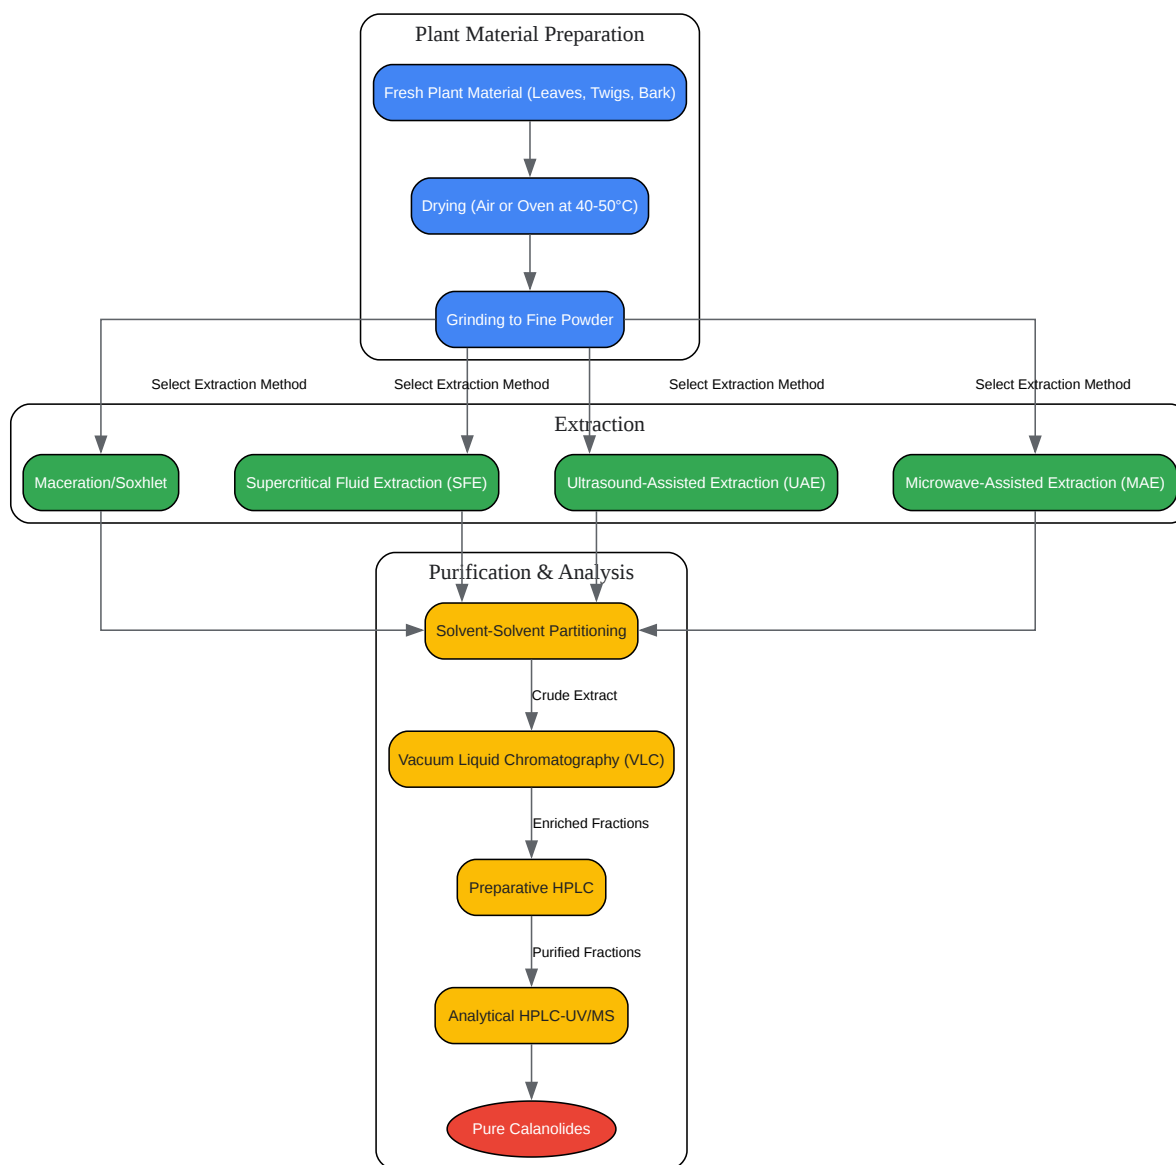 Plant Material Preparation
Fresh Plant Material (Leaves, Twigs, Bark)
Drying (Air or Oven at 40-50°C)
Grinding to Fine Powder
Select Extraction Method
Select Extraction Method
Select Extraction Method
Select Extraction Method
Extraction
Maceration/Soxhlet
Supercritical Fluid Extraction (SFE)
Ultrasound-Assisted Extraction (UAE)
Microwave-Assisted Extraction (MAE)
Purification & Analysis
Solvent-Solvent Partitioning
Crude Extract
Vacuum Liquid Chromatography (VLC)
Enriched Fractions
Preparative HPLC
Purified Fractions
Analytical HPLC-UV/MS
Pure Calanolides